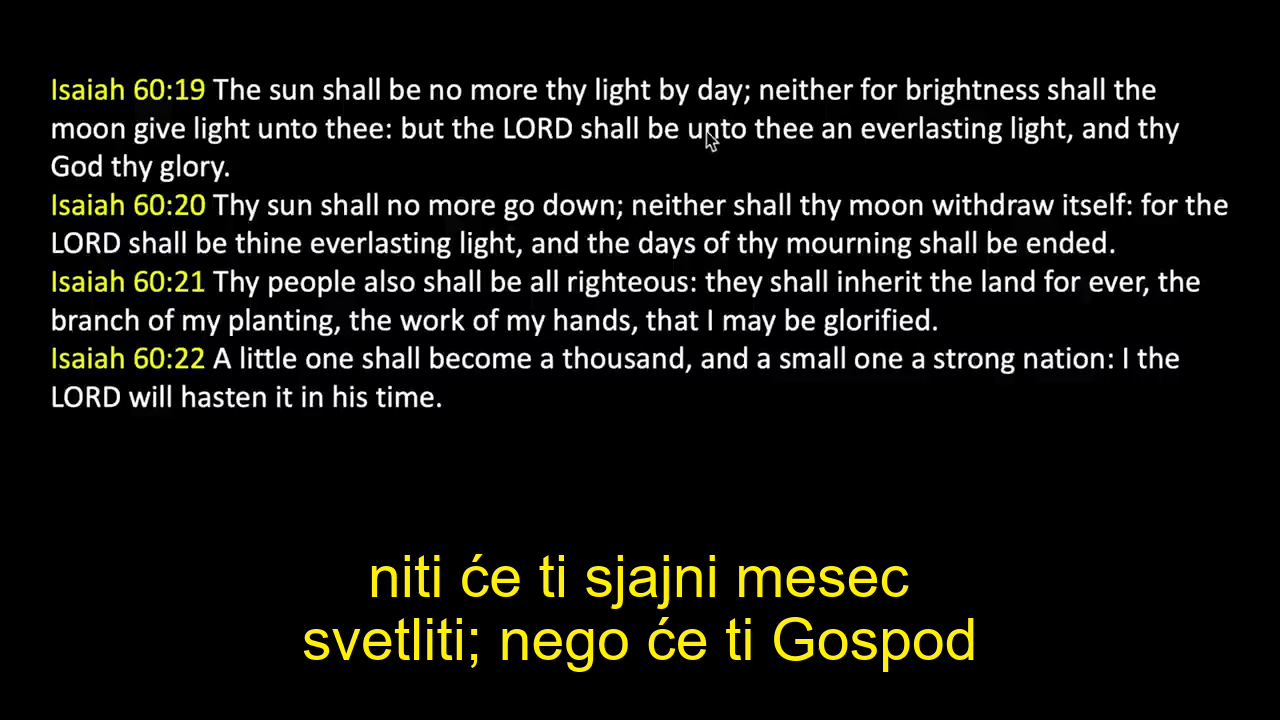 Isaiah 60:19 The sun shall be no more thy light by day; neither for brightness shall the
moon give light unto thee: but the LORD shall be unto thee an everlasting light, and thy
God thy glory.
Isaiah 60:20 Thy sun shall no more go down; neither shall thy moon withdraw itself: for the
LORD shall be thine everlasting light, and the days of thy mourning shall be ended.
Isaiah 60:21 Thy people also shall be all righteous: they shall inherit the land for ever, the
branch of my planting, the work of my hands, that I may be glorified.
Isaiah 60:22 A little one shall become a thousand, and a small one a strong nation: I the
LORD will hasten it in his time.
niti će ti sjajni mesec
svetliti; nego će ti Gospod